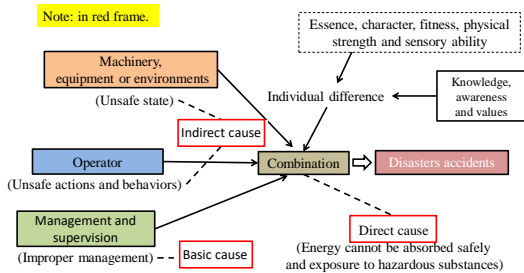 Note: in red frame.
Essence, character, fitness, physical
strength and sensory ability
Machinery,
equipment or environments
(Unsafe state)
Individual difference
Knowledge,
awareness
and values
Indirect cause
Operator
(Unsafe actions and behaviors)
Combination
Disasters accidents
Management and
supervision
(Improper management)
Basic cause
Direct cause
(Energy cannot be absorbed safely
and exposure to hazardous substances)